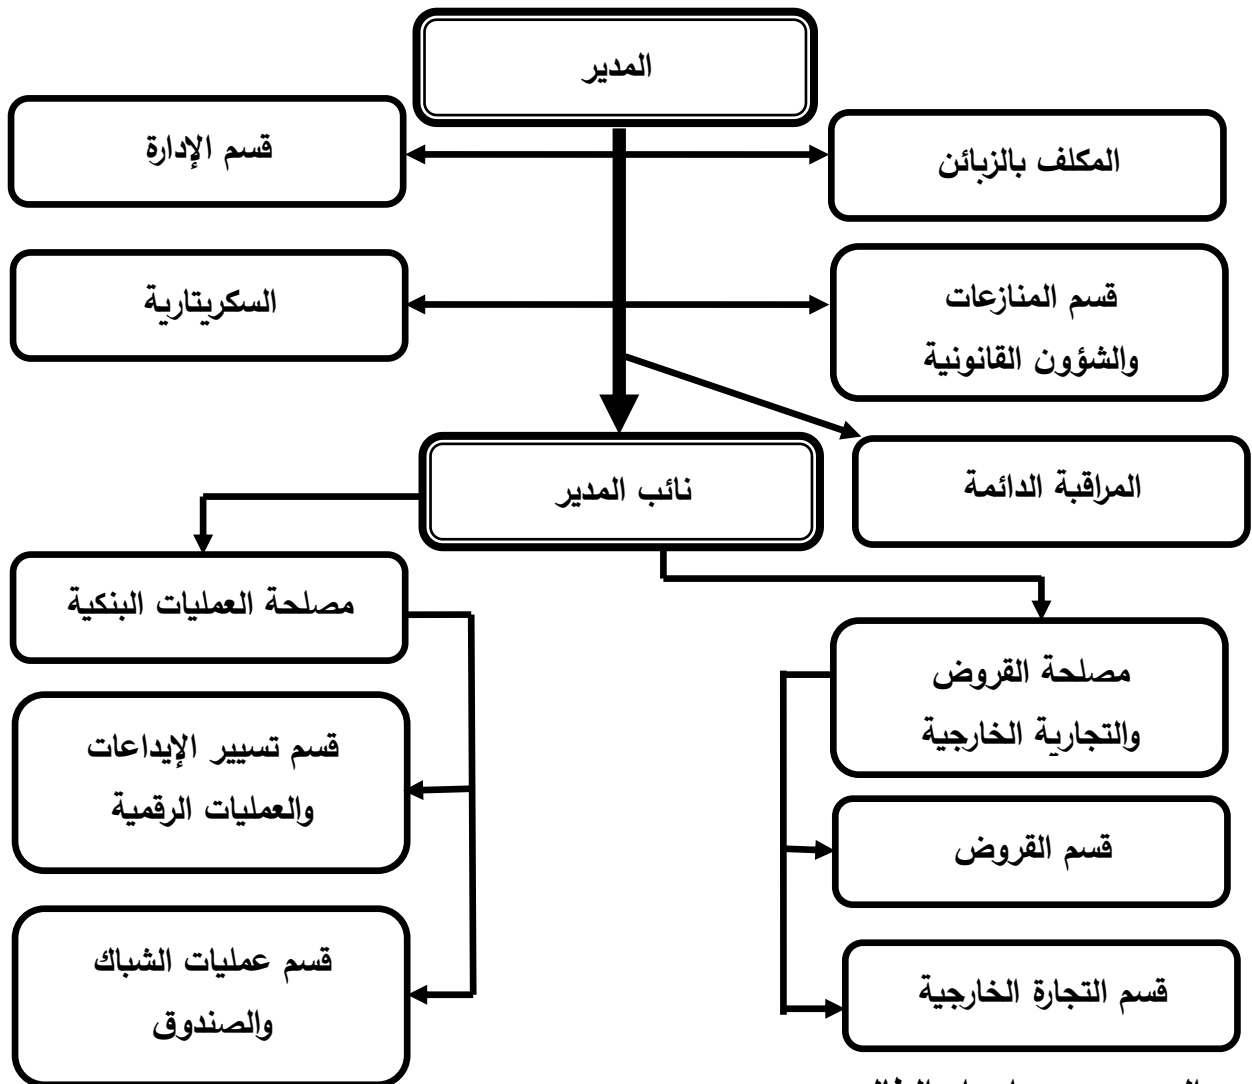 المدير
المكلف بالزبائن
قسم الإدارة
قسم المنازعات
والشؤون القانونية
السكريتارية
المراقبة الدائمة
نائب المدير
مصلحة القروض
والتجارية الخارجية
قسم القروض
قسم التجارة الخارجية
مصلحة العمليات البنكية
قسم تسيير الإيداعات
والعمليات الرقمية
قسم عمليات الشباك
والصندوق